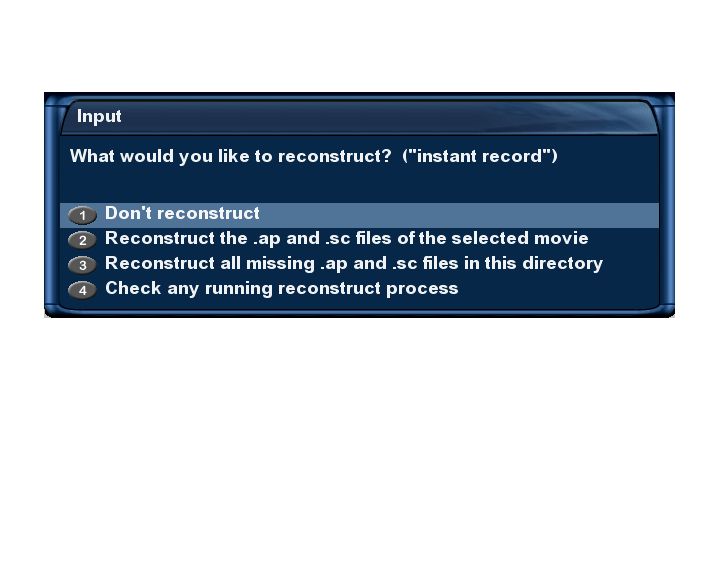 Input
What would you like to reconstruct?  ("instant record")
1 Don't reconstruct
2 Reconstruct the .ap and .sc files of the selected movie
3 Reconstruct all missing .ap and .sc files in this directory
4 Check any running reconstruct process